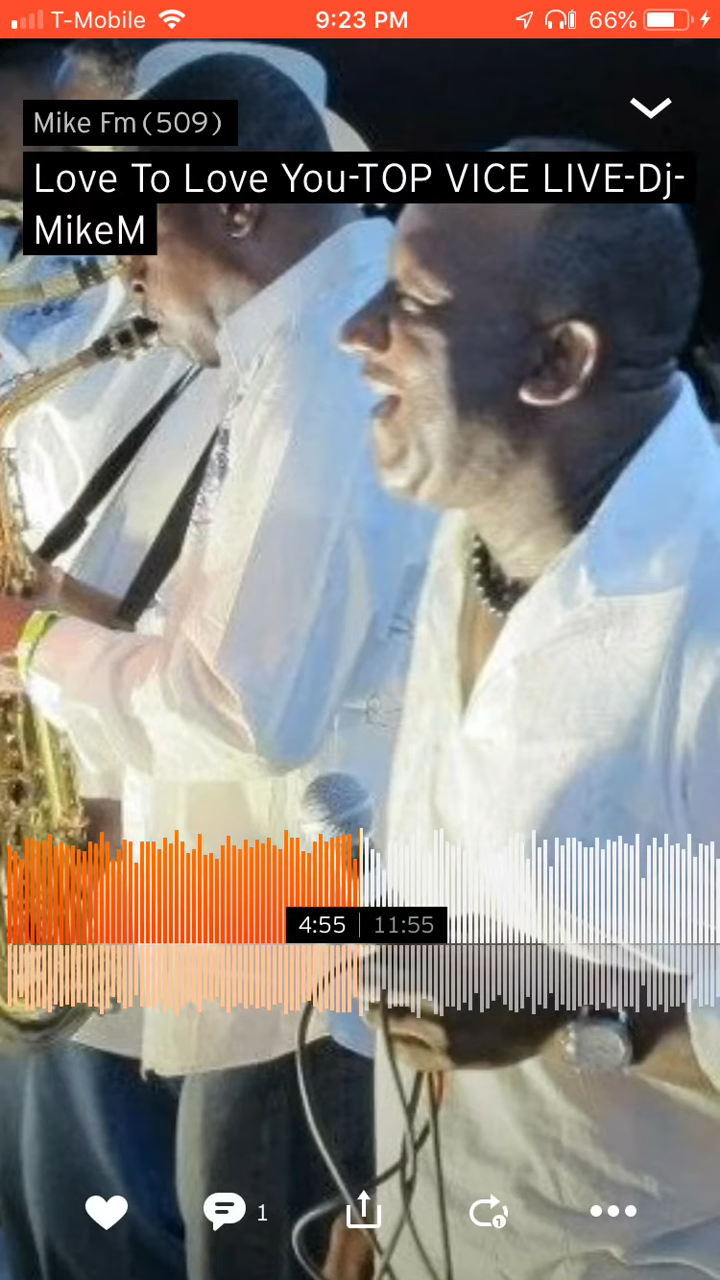 T-Mobile 9:23 PM 66%
Mike Fm(509)
Love To Love You-TOP VICE LIVE-Dj-
MikeM
4:55 | 11:55
1
1